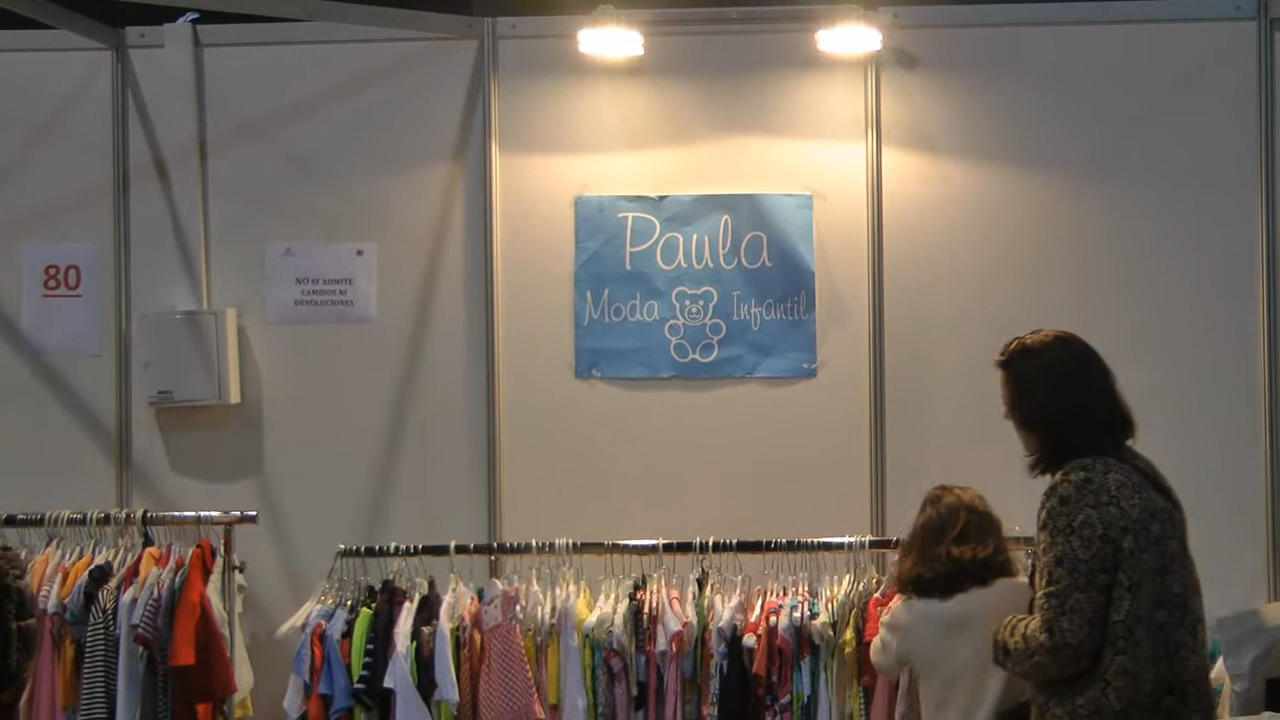 80
NO SE ADMITE
CAMBIOS NI
DEVOLUCIONES
Paula
Moda Infantil